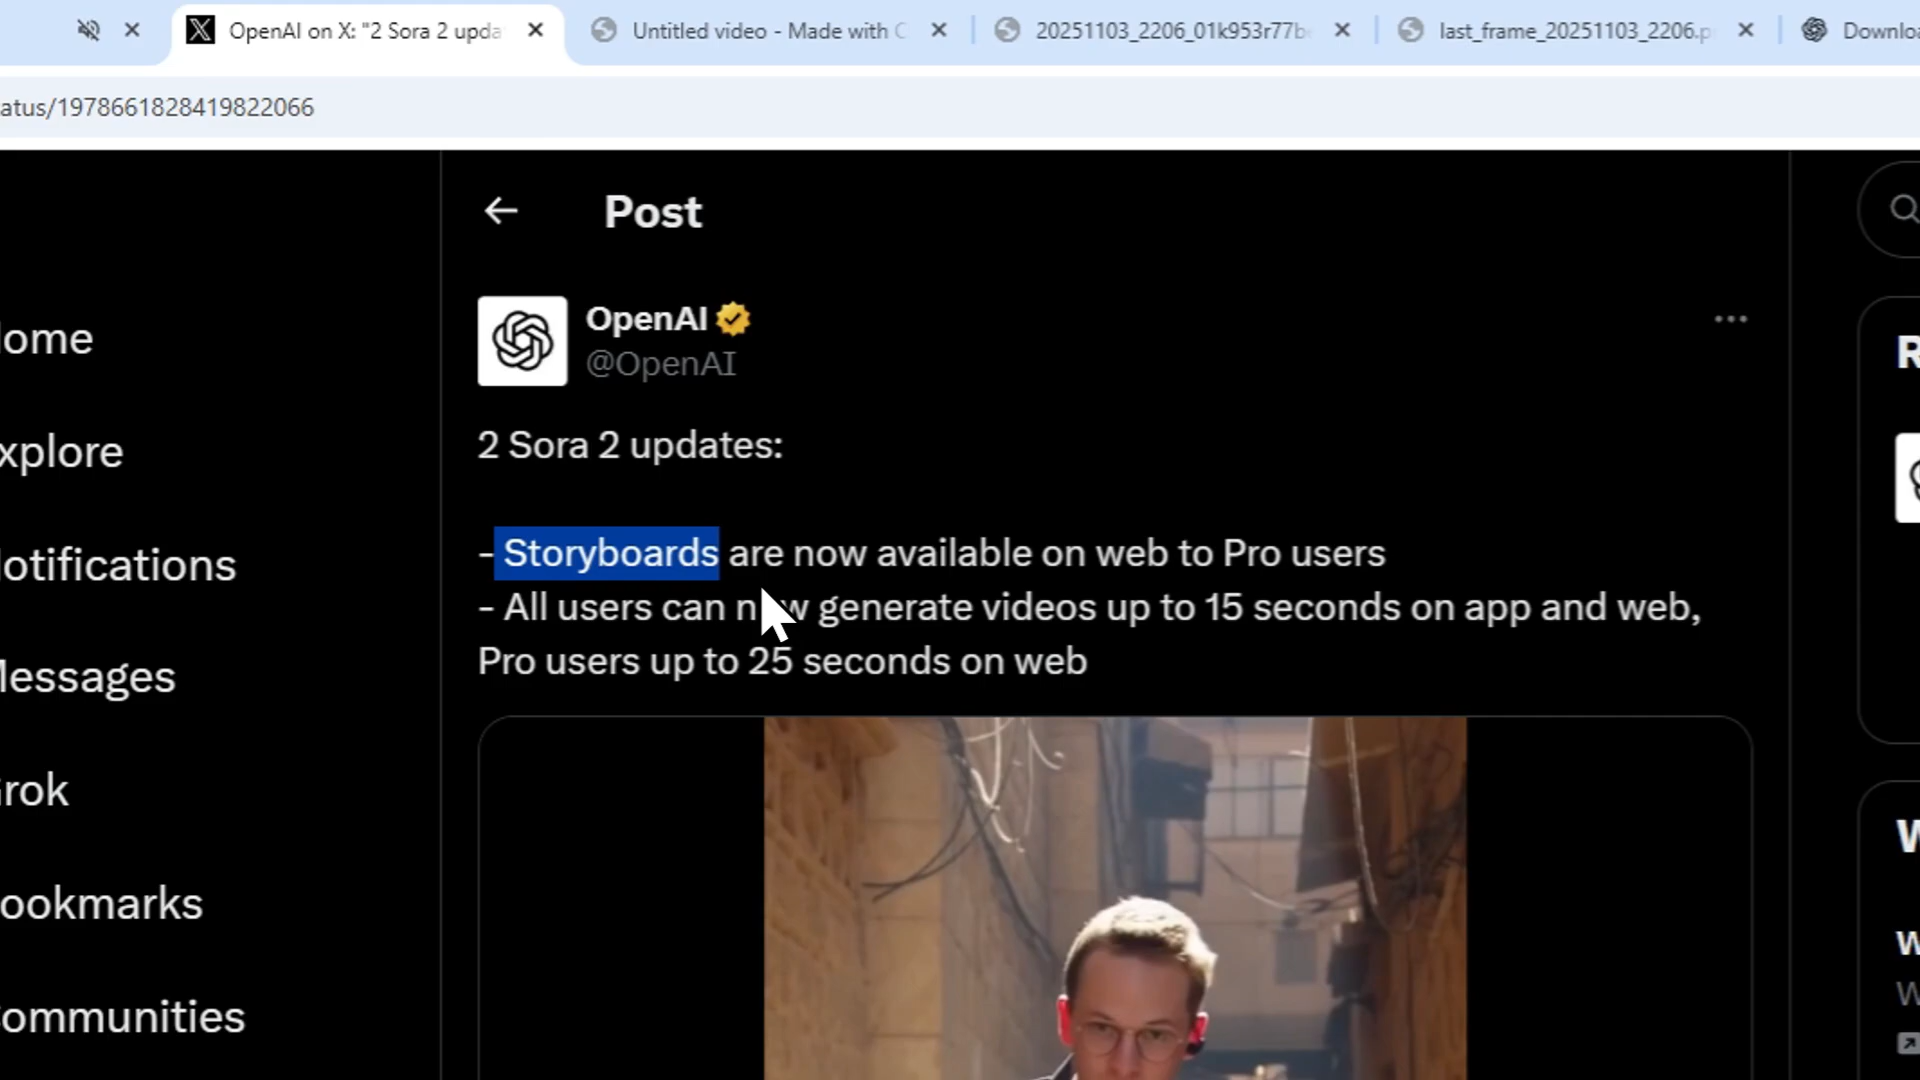 OpenAI on X: "2 Sora 2 upda
Untitled video - Made with C
20251103_2206_01k953r77b
last_frame_20251103_2206.p
Downloa
atus/1978661828419822066
Post
OpenAI
@OpenAI
2 Sora 2 updates:
- Storyboards are now available on web to Pro users
- All users can now generate videos up to 15 seconds on app and web,
Pro users up to 25 seconds on web
ome
xplore
otifications
essages
rok
ookmarks
ommunities
R
W
W
W